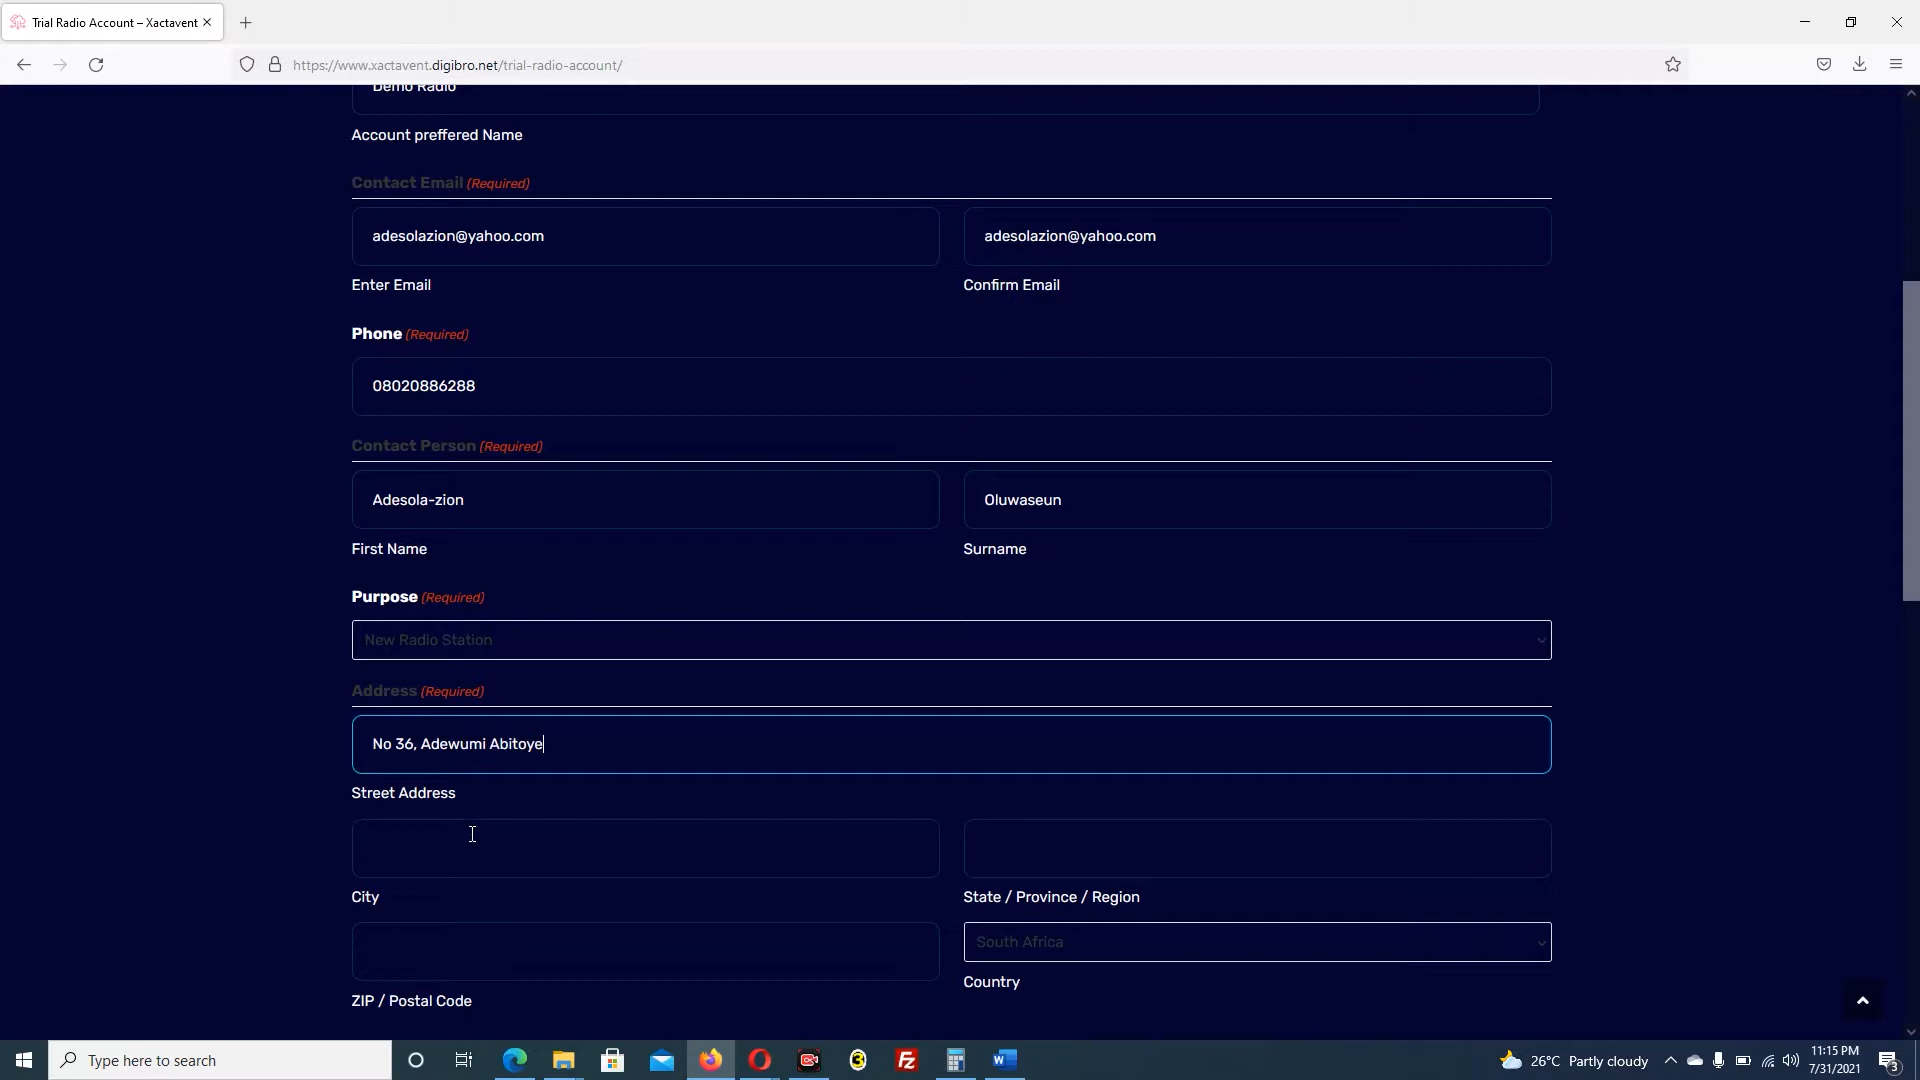 Trial Radio Account – Xactavent
https://www.xactavent.digibro.net/trial-radio-account/
Demo Radio
Account preffered Name
Contact Email (Required)
adesolazion@yahoo.com
adesolazion@yahoo.com
Enter Email
Confirm Email
Phone (Required)
08020886288
Contact Person (Required)
Adesola-zion
Oluwaseun
First Name
Surname
Purpose (Required)
New Radio Station
Address (Required)
No 36, Adewumi Abitoye
Street Address
City
State / Province / Region
South Africa
Country
ZIP / Postal Code
Type here to search
26°C Partly cloudy
11:15 PM
7/31/2021
3